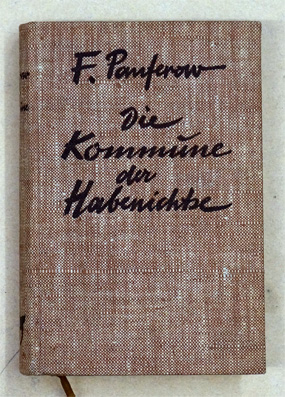 F. Panferow
Die
Kommune
der
Habenichtse